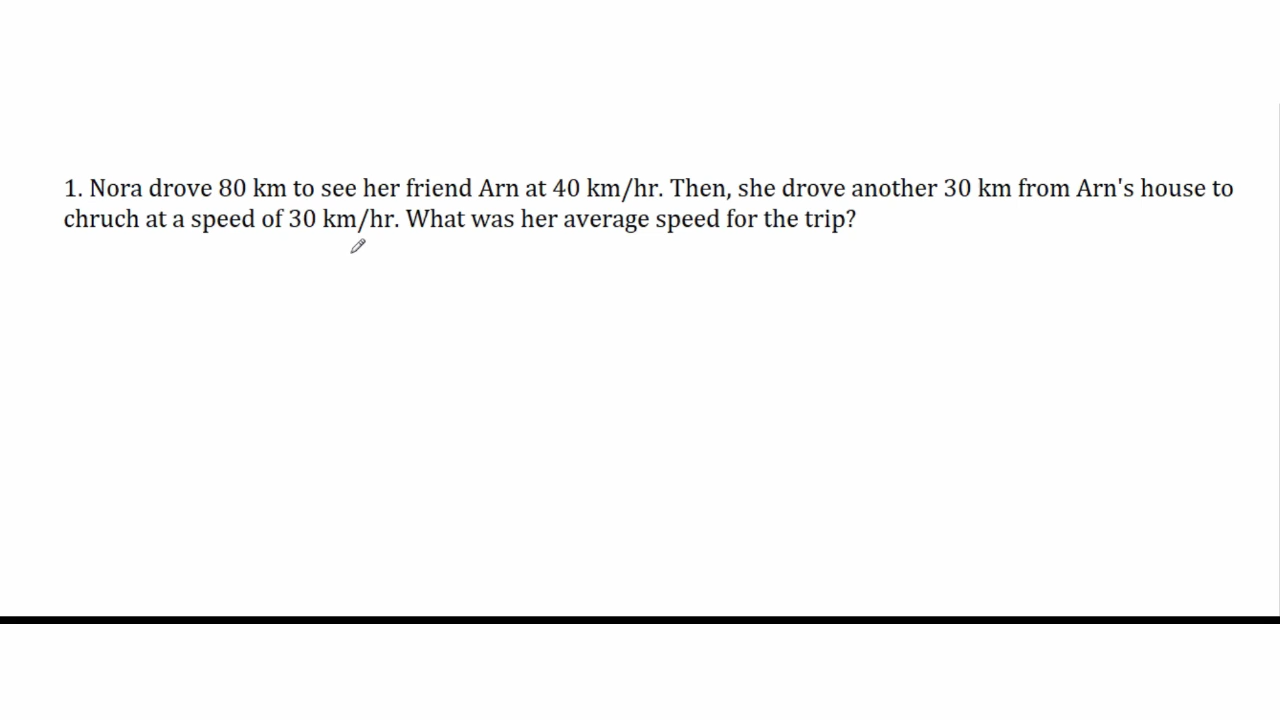 1. Nora drove 80 km to see her friend Arn at 40 km/hr. Then, she drove another 30 km from Arn's house to
chruch at a speed of 30 km/hr. What was her average speed for the trip?